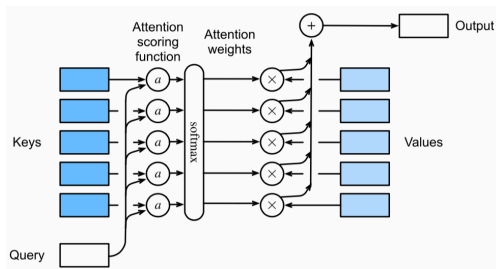 Attention
scoring
function
Attention
weights
+
Output
a
a
a
a
a
softmax
×
×
×
×
×
Keys
Values
Query